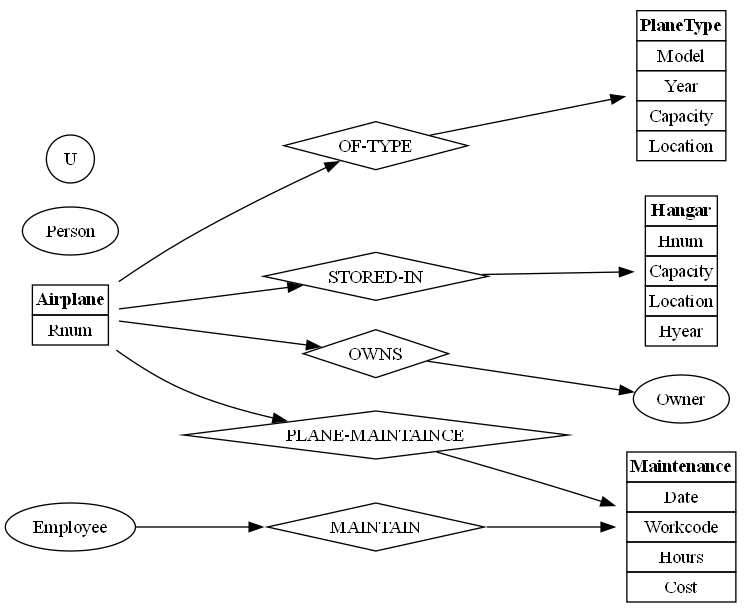 U
Person
Airplane
Rnum
Employee
OF-TYPE
STORED-IN
OWNS
PLANE-MAINTAINCE
MAINTAIN
PlaneType
Model
Year
Capacity
Location
Hangar
Hnum
Capacity
Location
Hyear
Owner
Maintenance
Date
Workcode
Hours
Cost